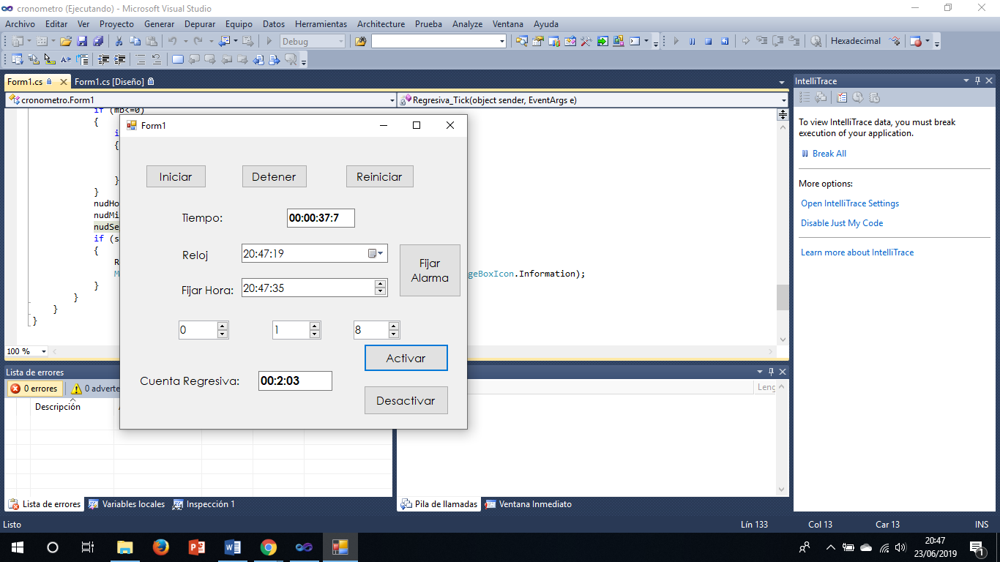 cronometro (Ejecutando) - Microsoft Visual Studio
Archivo Editar Ver Proyecto Generar Depurar Equipo Datos Herramientas Architecture Prueba Analyze Ventana Ayuda
Debug
Hexadecimal
Form1.cs Form1.cs [Diseño]
cronometro.Form1 Regresiva_Tick(object sender, EventArgs e)
if (mb<=0)
{
{
}
}
nudHo
nudMi
nudSe
if (s
{
R
M geBoxIcon.Information);
}
}
}
}
100 %
Form1
Iniciar Detener Reiniciar
Tiempo: 00:00:37:7
Reloj 20:47:19
Fijar Hora: 20:47:35
Fijar
Alarma
0 1 8
Activar
Cuenta Regresiva: 00:2:03
Desactivar
IntelliTrace
To view IntelliTrace data, you must break
execution of your application.
Break All
More options:
Open IntelliTrace Settings
Disable Just My Code
Learn more about IntelliTrace
Lista de errores
0 errores 0 adverte
Descripción
Leng
Lista de errores Variables locales Inspección 1
Pila de llamadas Ventana Inmediato
Listo Lín 133 Col 13 Car 13 INS
20:47
23/06/2019
1